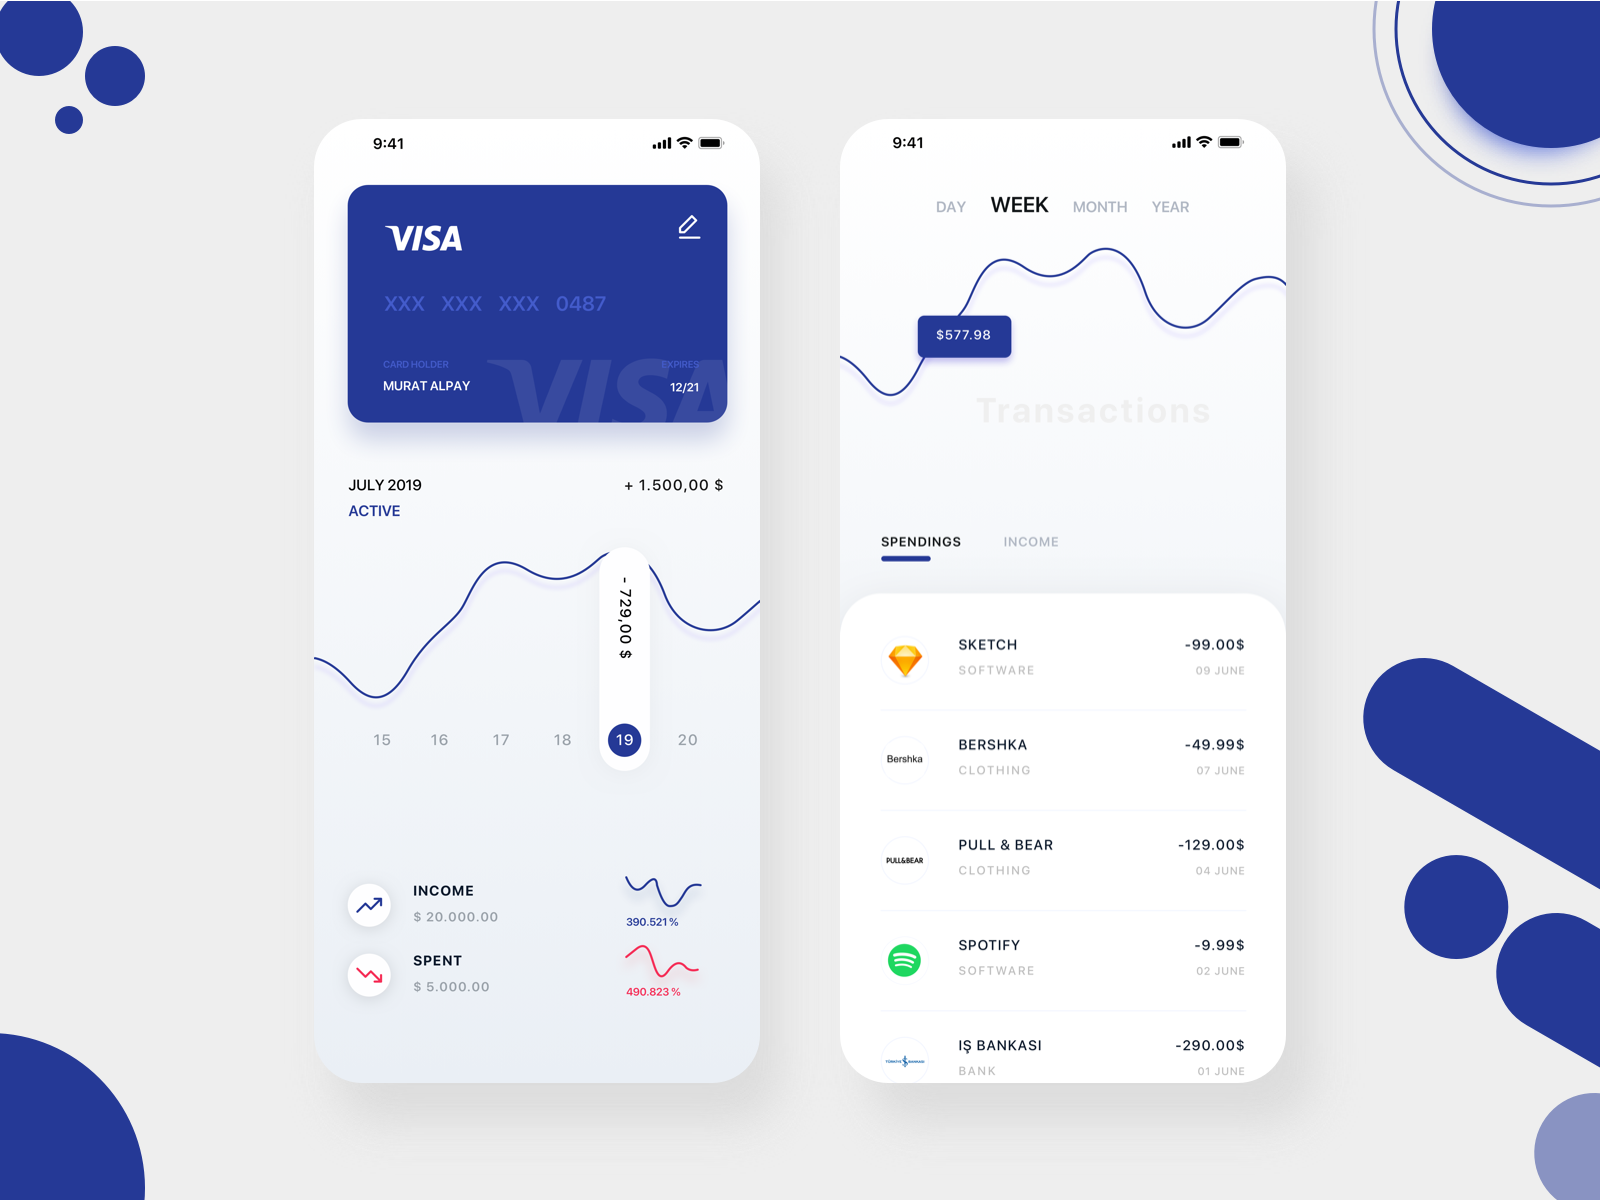 9:41
VISA
XXX XXX XXX 0487
CARD HOLDER
EXPIRES
MURAT ALPAY
12/21
VISA
JULY 2019
+ 1.500,00 $
ACTIVE
- 729,00 $
15 16 17 18 19 20
INCOME
$ 20.000.00
390.521%
SPENT
$ 5.000.00
490.823%
9:41
DAY WEEK MONTH YEAR
$577.98
Transactions
SPENDINGS INCOME
SKETCH -99.00$
SOFTWARE 09 JUNE
Bershka
BERSHKA -49.99$
CLOTHING 07 JUNE
PULL&BEAR
PULL & BEAR -129.00$
CLOTHING 04 JUNE
SPOTIFY -9.99$
SOFTWARE 02 JUNE
TÜRKİYE BANKASI
IŞ BANKASI -290.00$
BANK 01 JUNE